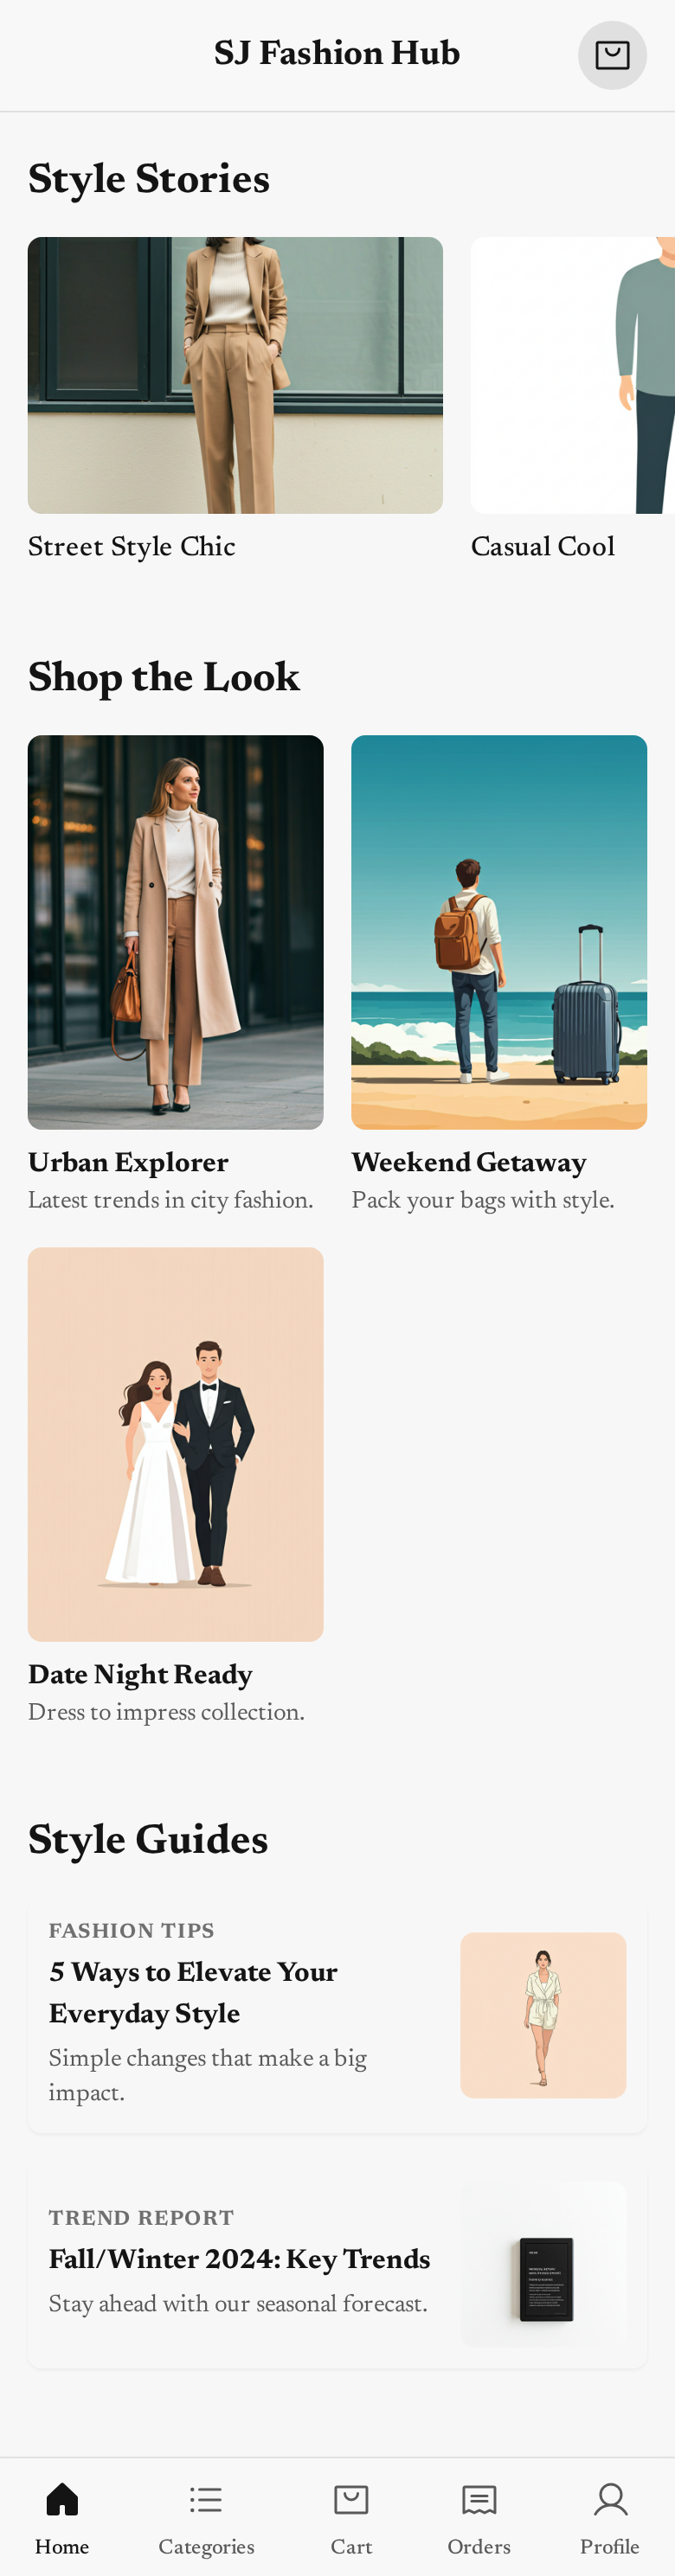 SJ Fashion Hub
Style Stories
Street Style Chic
Casual Cool
Shop the Look
Urban Explorer
Latest trends in city fashion.
Weekend Getaway
Pack your bags with style.
Date Night Ready
Dress to impress collection.
Style Guides
FASHION TIPS
5 Ways to Elevate Your
Everyday Style
Simple changes that make a big
impact.
TREND REPORT
Fall/Winter 2024: Key Trends
Stay ahead with our seasonal forecast.
Home
Categories
Cart
Orders
Profile